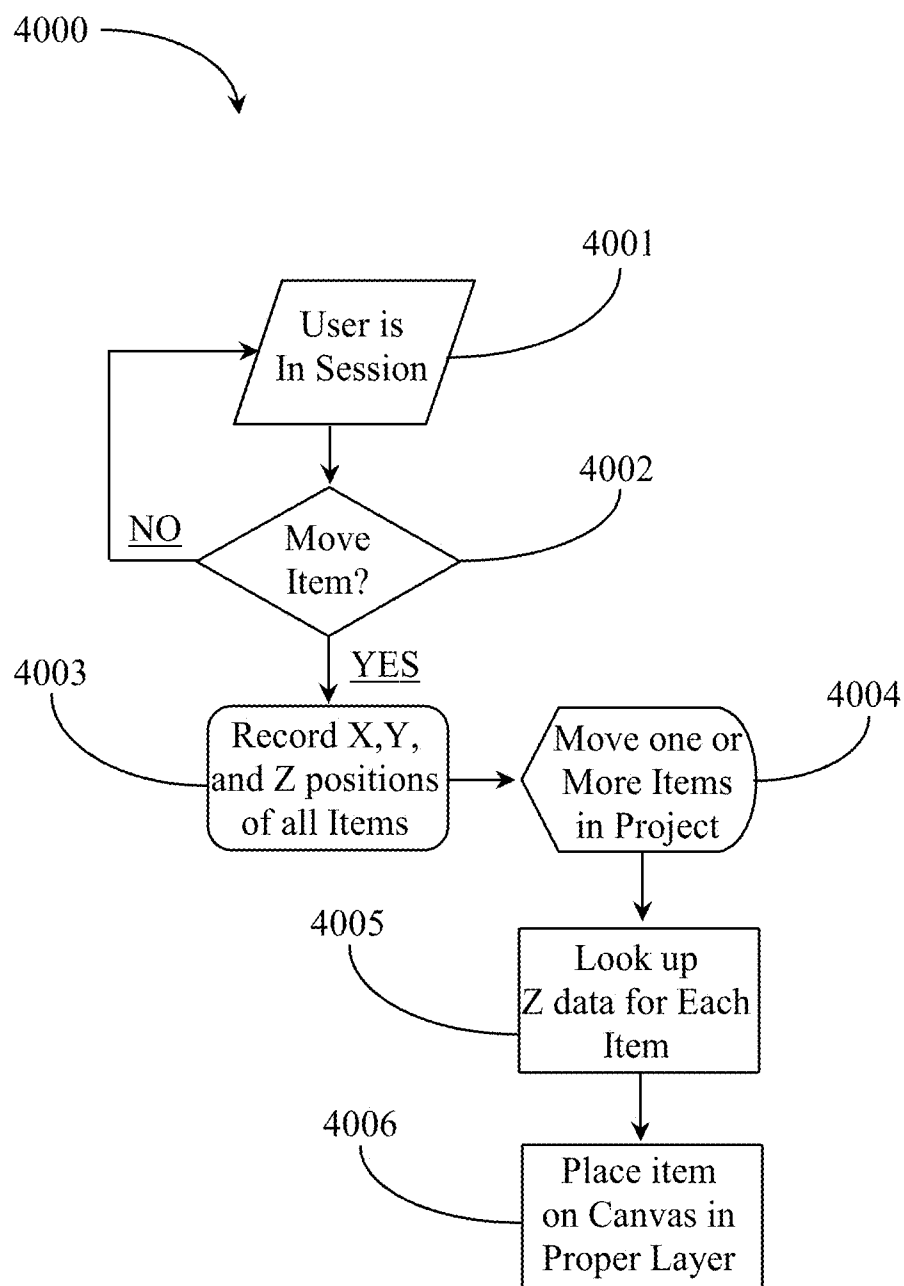 4000
4001
User is
In Session
4002
NO
Move
Item?
YES
4003
Record X,Y,
and Z positions
of all Items
4004
Move one or
More Items
in Project
4005
Look up
Z data for Each
Item
4006
Place item
on Canvas in
Proper Layer